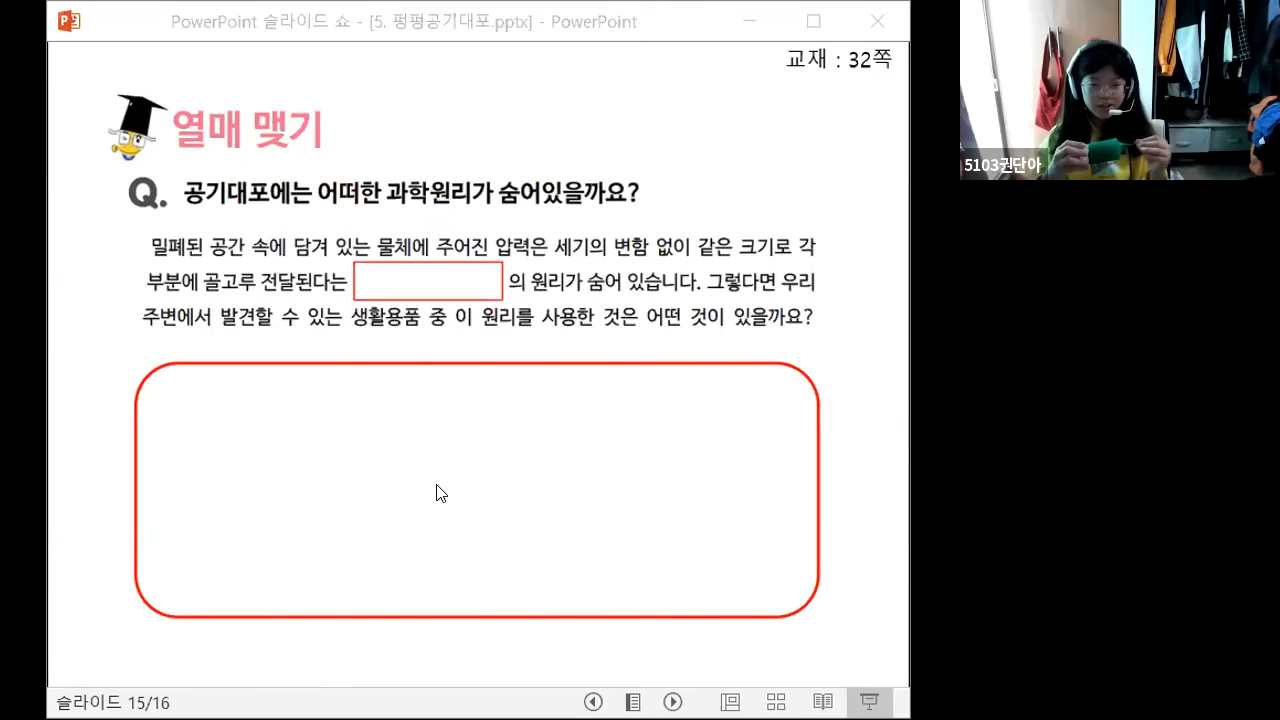 PowerPoint 슬라이드 쇼 - [5. 펑펑공기대포.pptx] - PowerPoint
교재 : 32쪽
열매 맺기
Q. 공기대포에는 어떠한 과학원리가 숨어있을까요?
밀폐된 공간 속에 담겨 있는 물체에 주어진 압력은 세기의 변함 없이 같은 크기로 각
부분에 골고루 전달된다는 의 원리가 숨어 있습니다. 그렇다면 우리
주변에서 발견할 수 있는 생활용품 중 이 원리를 사용한 것은 어떤 것이 있을까요?
5103권단아
슬라이드 15/16